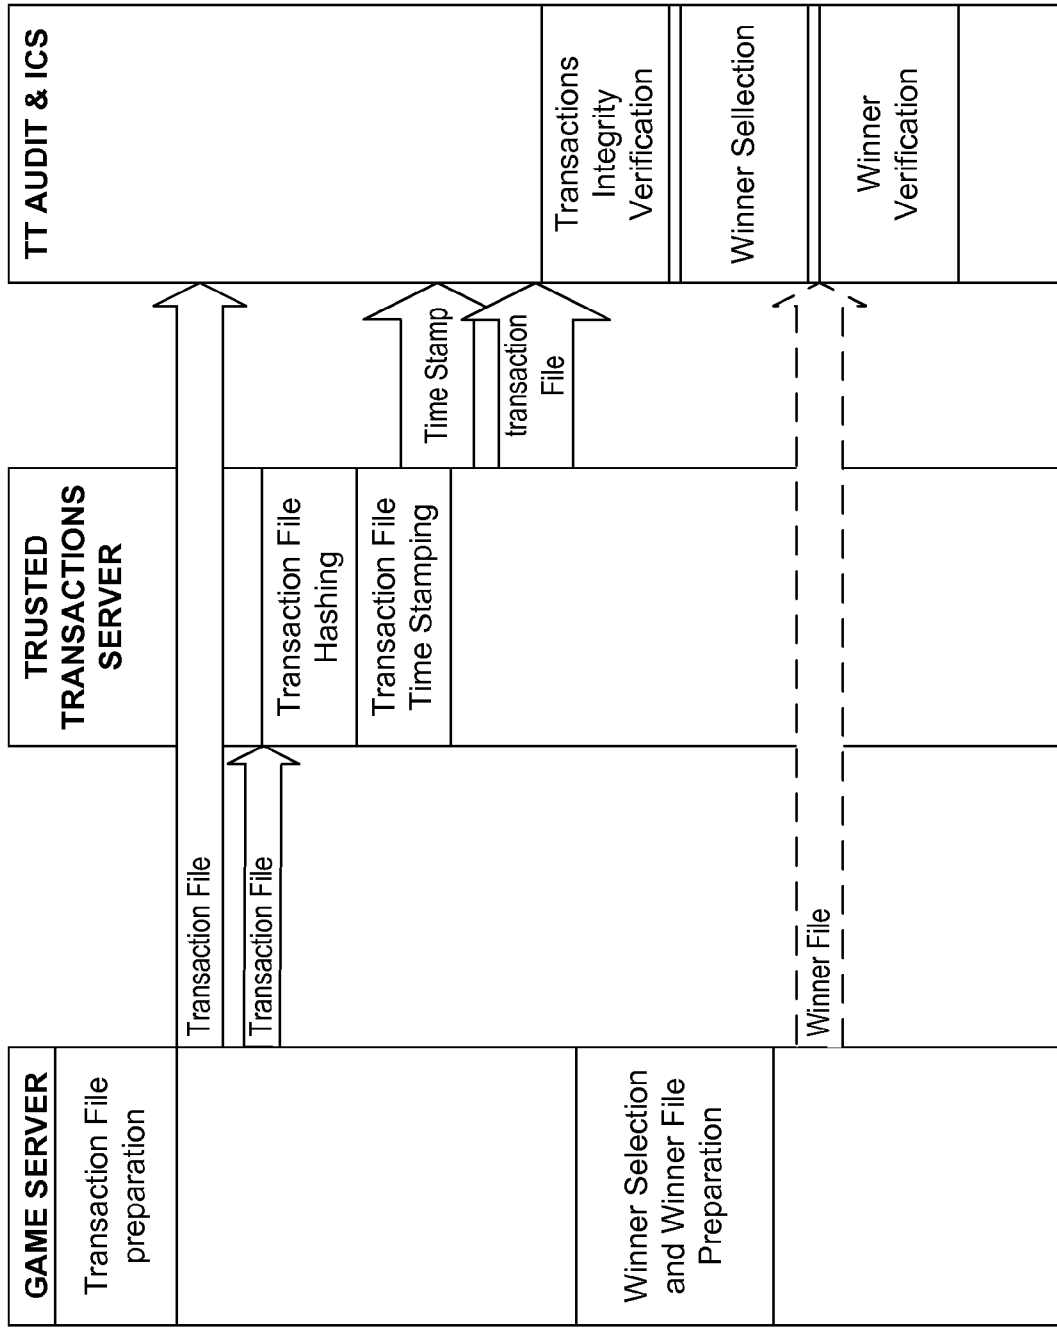 GAME SERVER
Transaction File
preparation
Winner Selection
and Winner File
Preparation
Transaction File
Transaction File
Winner File
TRUSTED
TRANSACTIONS
SERVER
Transaction File
Hashing
Transaction File
Time Stamping
Time Stamp
transaction
File
TT AUDIT & ICS
Transactions
Integrity
Verification
Winner Sellection
Winner
Verification